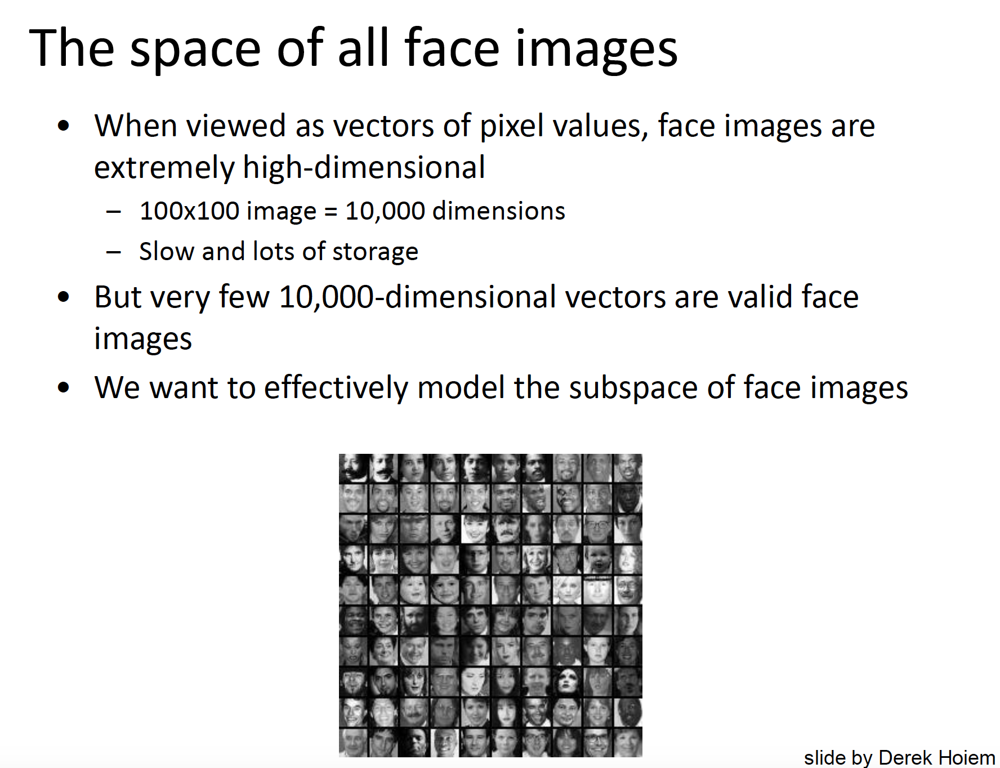 The space of all face images
• When viewed as vectors of pixel values, face images are
extremely high-dimensional
– 100x100 image = 10,000 dimensions
– Slow and lots of storage
• But very few 10,000-dimensional vectors are valid face
images
• We want to effectively model the subspace of face images
slide by Derek Hoiem